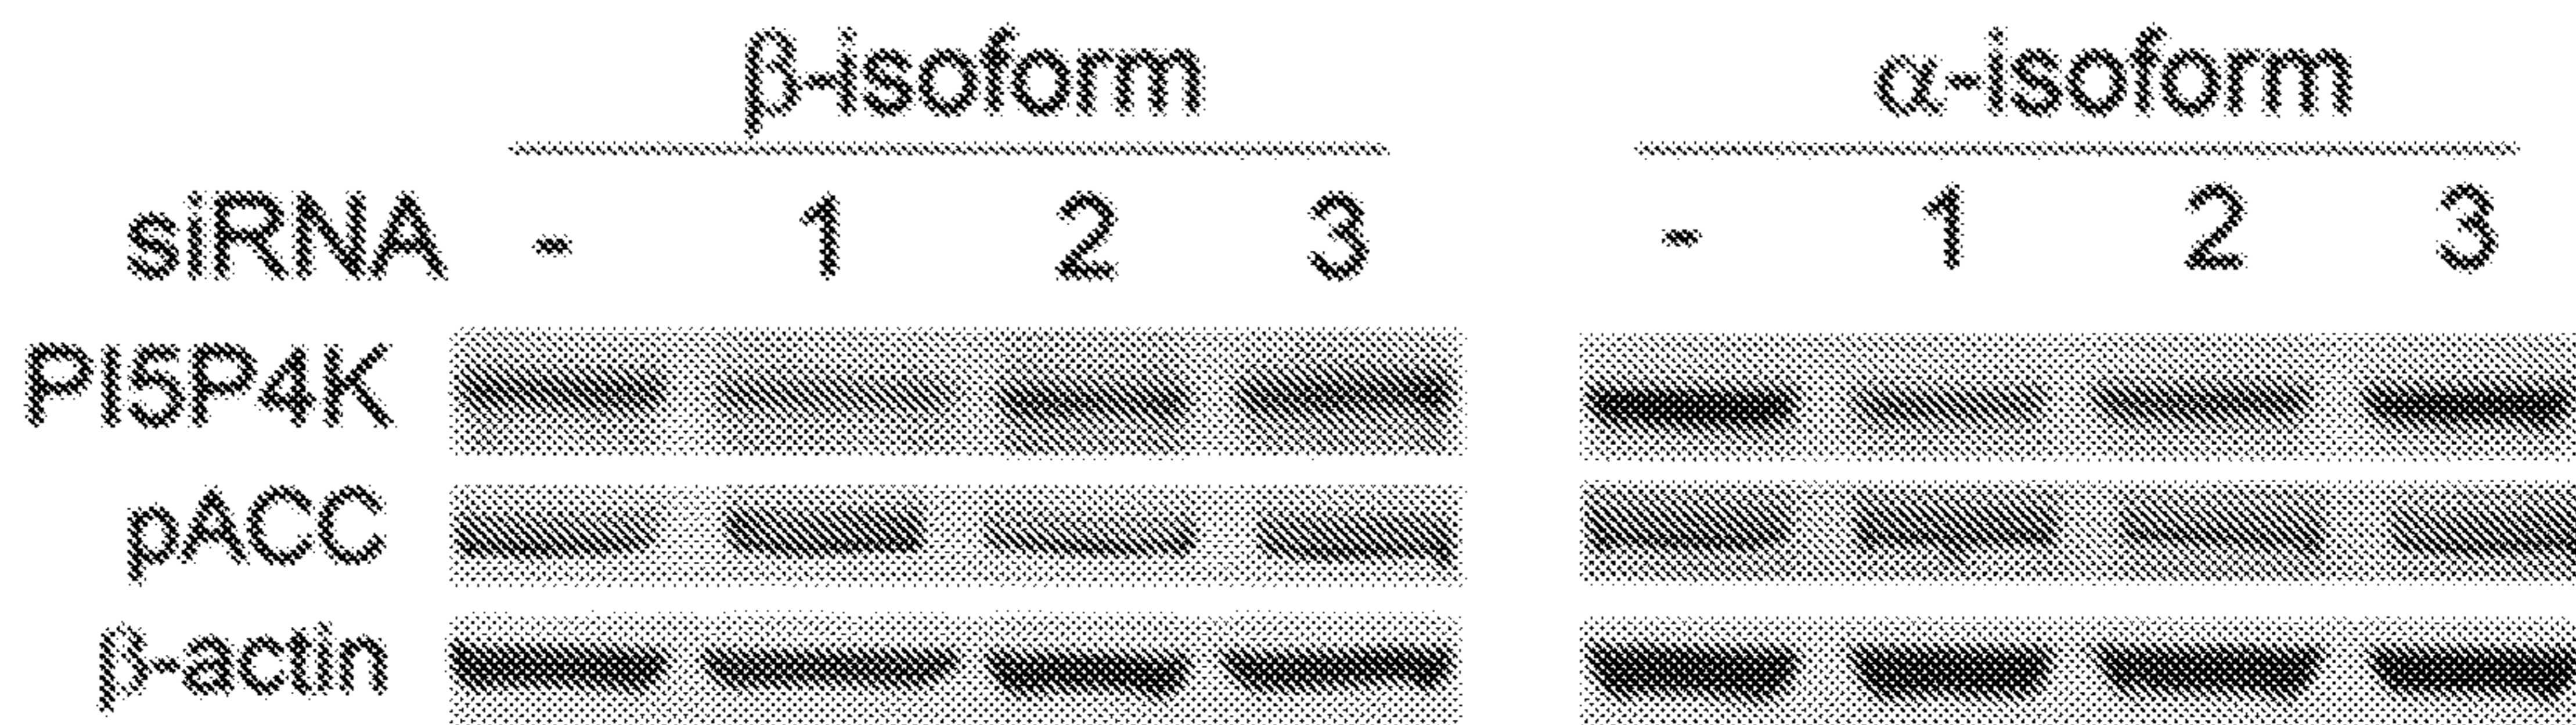 β-isoform α-isoform
siRNA - 1 2 3 - 1 2 3
PI5P4K
pACC
β-actin